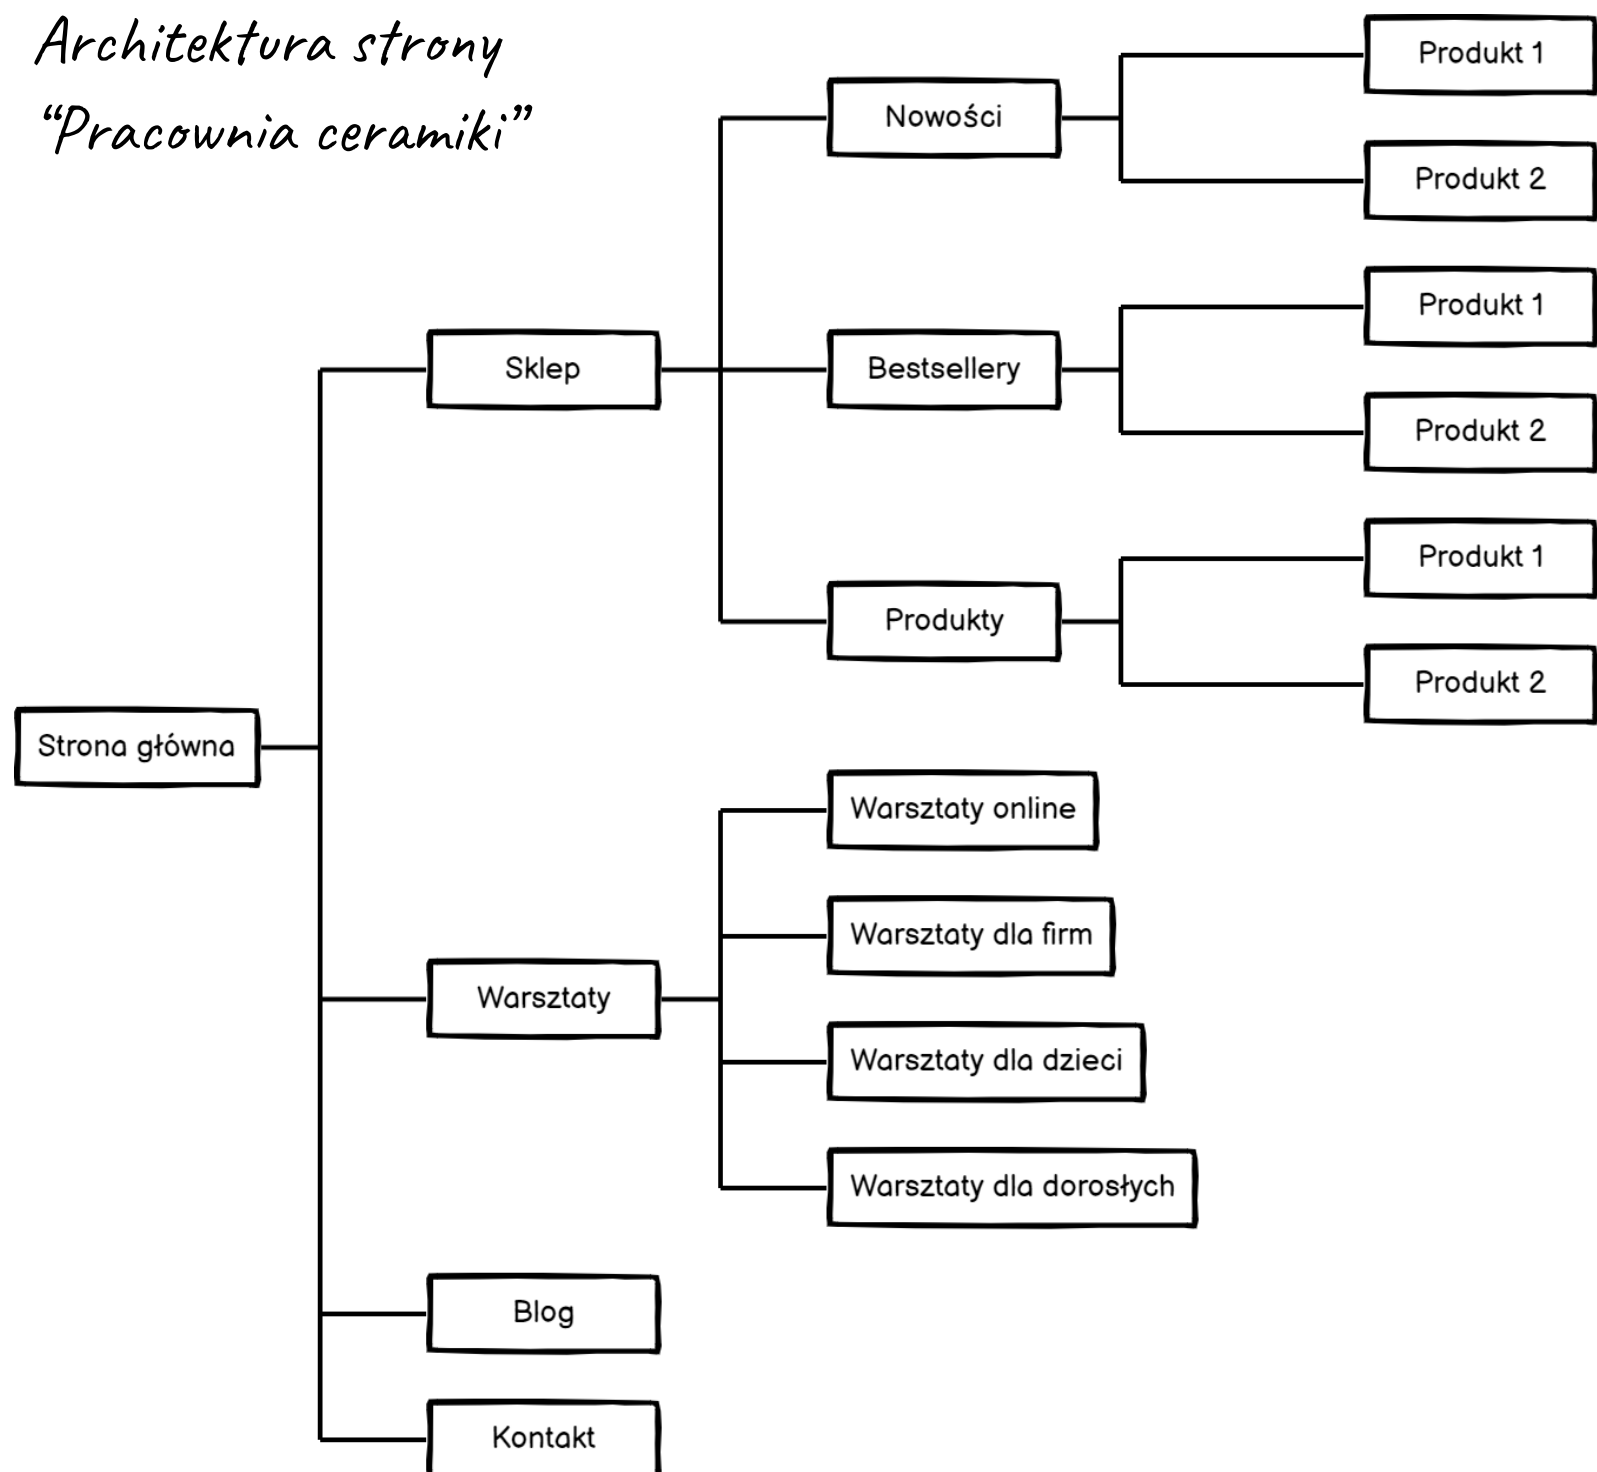 Architektura strony
“Pracownia ceramiki”
Strona główna
Sklep
Nowości
Produkt 1
Produkt 2
Bestsellery
Produkt 1
Produkt 2
Produkty
Produkt 1
Produkt 2
Warsztaty
Warsztaty online
Warsztaty dla firm
Warsztaty dla dzieci
Warsztaty dla dorosłych
Blog
Kontakt